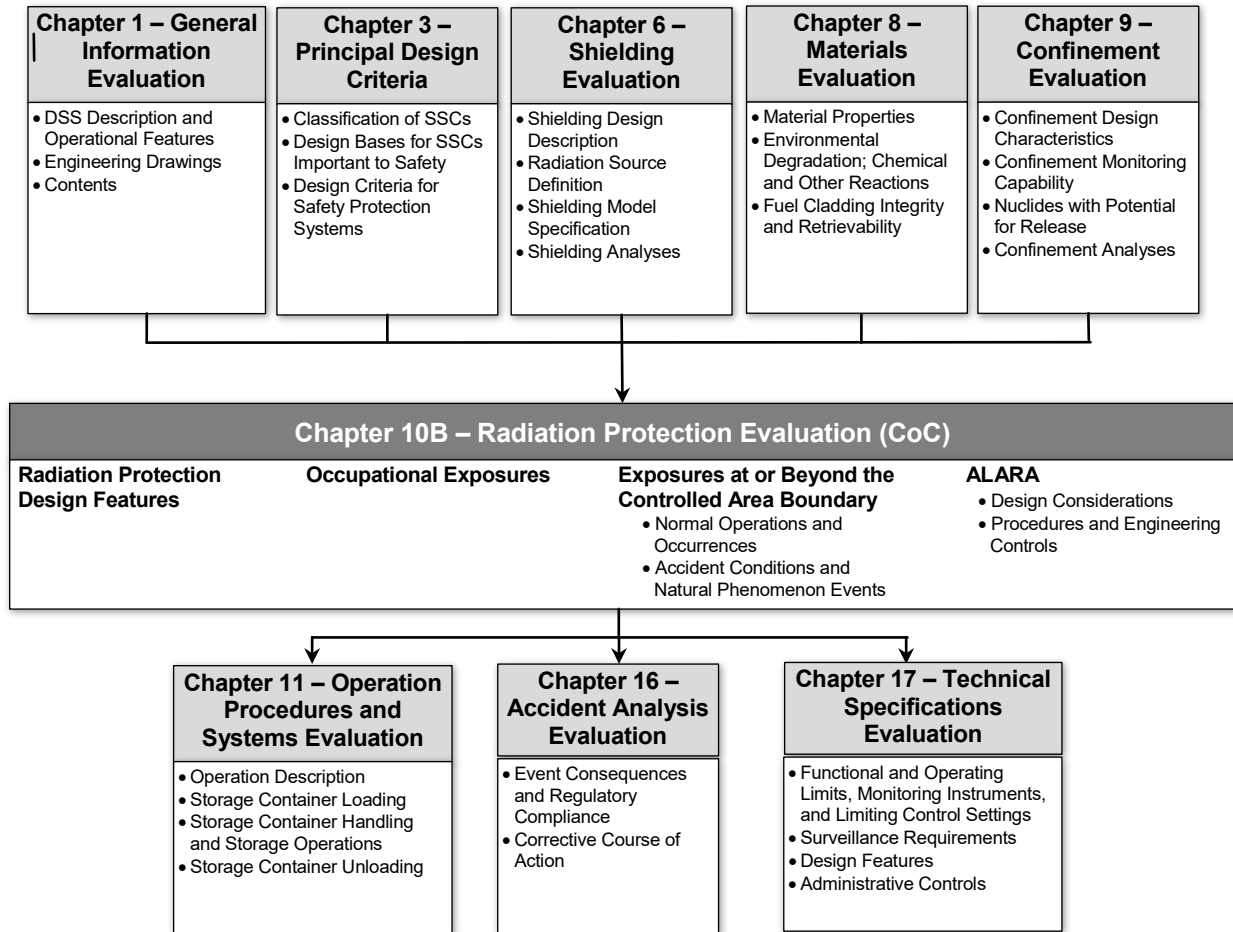 Chapter 1 – General
Information
Evaluation
• DSS Description and
Operational Features
• Engineering Drawings
• Contents
Chapter 3 –
Principal Design
Criteria
• Classification of SSCs
• Design Bases for SSCs
Important to Safety
• Design Criteria for
Safety Protection
Systems
Chapter 6 –
Shielding
Evaluation
• Shielding Design
Description
• Radiation Source
Definition
• Shielding Model
Specification
• Shielding Analyses
Chapter 8 –
Materials
Evaluation
• Material Properties
• Environmental
Degradation; Chemical
and Other Reactions
• Fuel Cladding Integrity
and Retrievability
Chapter 9 –
Confinement
Evaluation
• Confinement Design
Characteristics
• Confinement Monitoring
Capability
• Nuclides with Potential
for Release
• Confinement Analyses
Chapter 10B – Radiation Protection Evaluation (CoC)
Radiation Protection
Design Features
Occupational Exposures
Exposures at or Beyond the
Controlled Area Boundary
• Normal Operations and
Occurrences
• Accident Conditions and
Natural Phenomenon Events
ALARA
• Design Considerations
• Procedures and Engineering
Controls
Chapter 11 – Operation
Procedures and
Systems Evaluation
• Operation Description
• Storage Container Loading
• Storage Container Handling
and Storage Operations
• Storage Container Unloading
Chapter 16 –
Accident Analysis
Evaluation
• Event Consequences
and Regulatory
Compliance
• Corrective Course of
Action
Chapter 17 – Technical
Specifications
Evaluation
• Functional and Operating
Limits, Monitoring Instruments,
and Limiting Control Settings
• Surveillance Requirements
• Design Features
• Administrative Controls